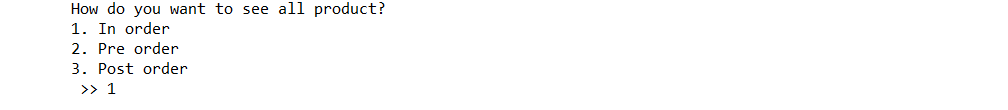 How do you want to see all product?
1. In order
2. Pre order
3. Post order
>> 1